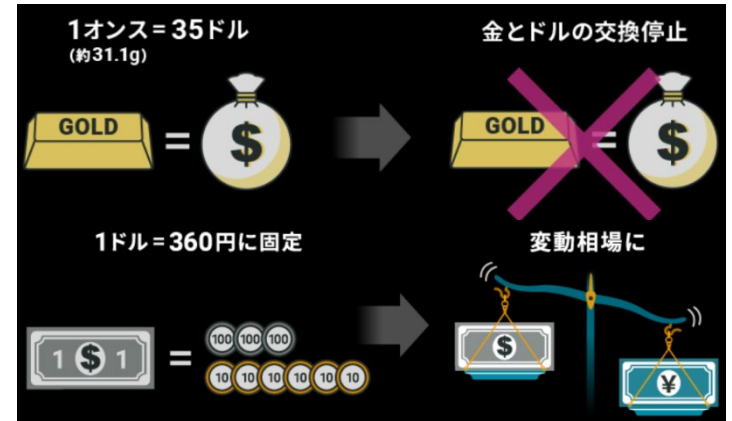 1オンス=35ドル
(約31.1g)
金とドルの交換停止
GOLD
=
$
GOLD
=
$
1ドル=360円に固定
変動相場に
1 $ 1
=
100 100 100
10 10 10 10 10 10
$
¥